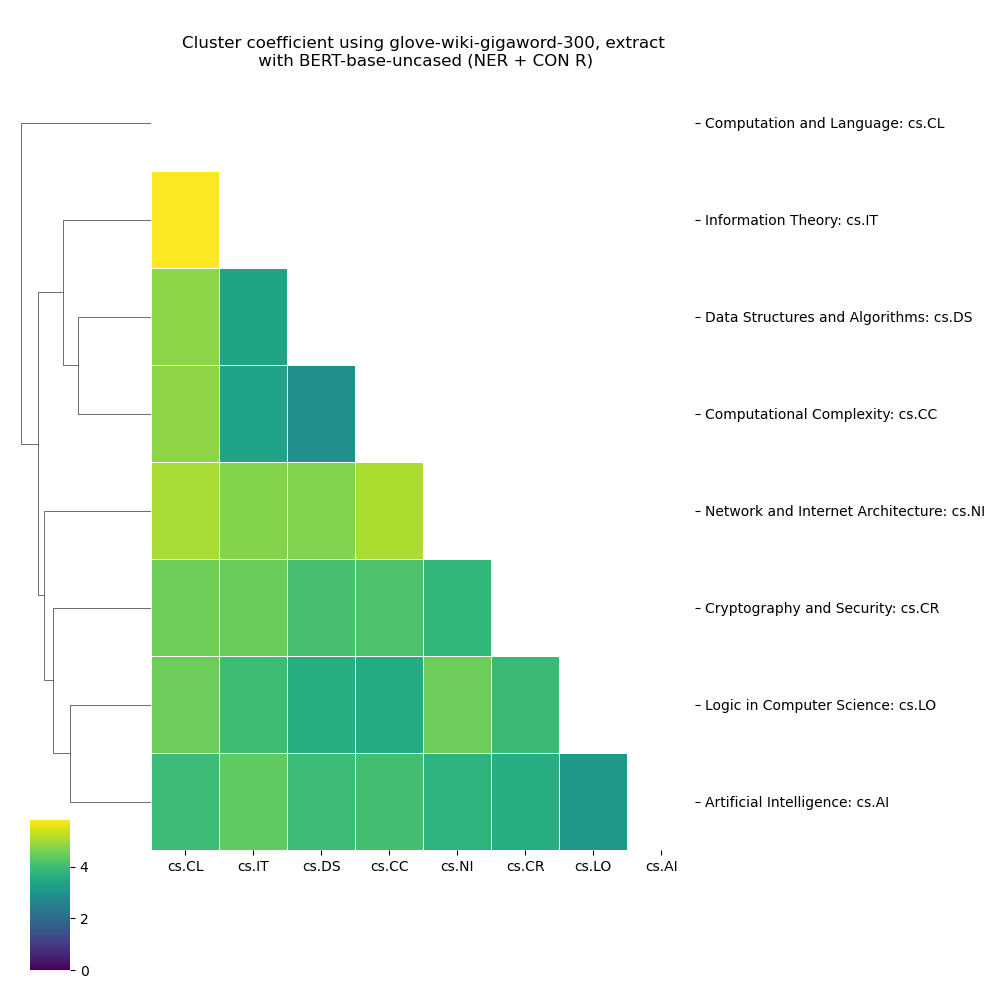 Cluster coefficient using glove-wiki-gigaword-300, extract
with BERT-base-uncased (NER + CON R)
Computation and Language: cs.CL
Information Theory: cs.IT
Data Structures and Algorithms: cs.DS
Computational Complexity: cs.CC
Network and Internet Architecture: cs.NI
Cryptography and Security: cs.CR
Logic in Computer Science: cs.LO
Artificial Intelligence: cs.AI
cs.CL cs.IT cs.DS cs.CC cs.NI cs.CR cs.LO cs.AI
4
2
0